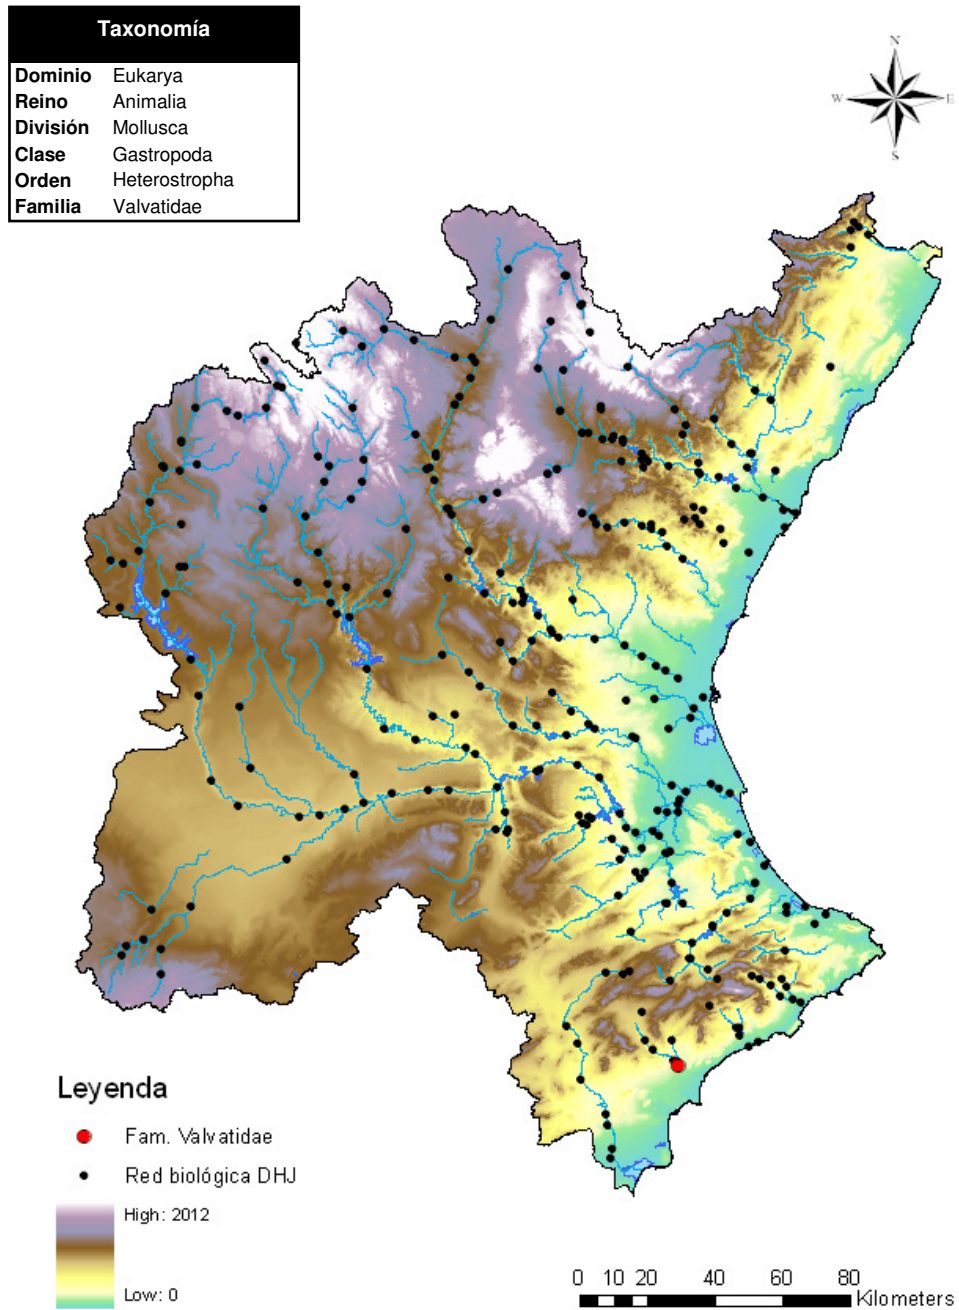 Taxonomía
Dominio Eukarya
Reino Animalia
División Mollusca
Clase Gastropoda
Orden Heterostropha
Familia Valvatidae
N
W E
S
Leyenda
Fam. Valvatidae
Red biológica DHJ
High: 2012
Low: 0
0 10 20 40 60 80
Kilometers